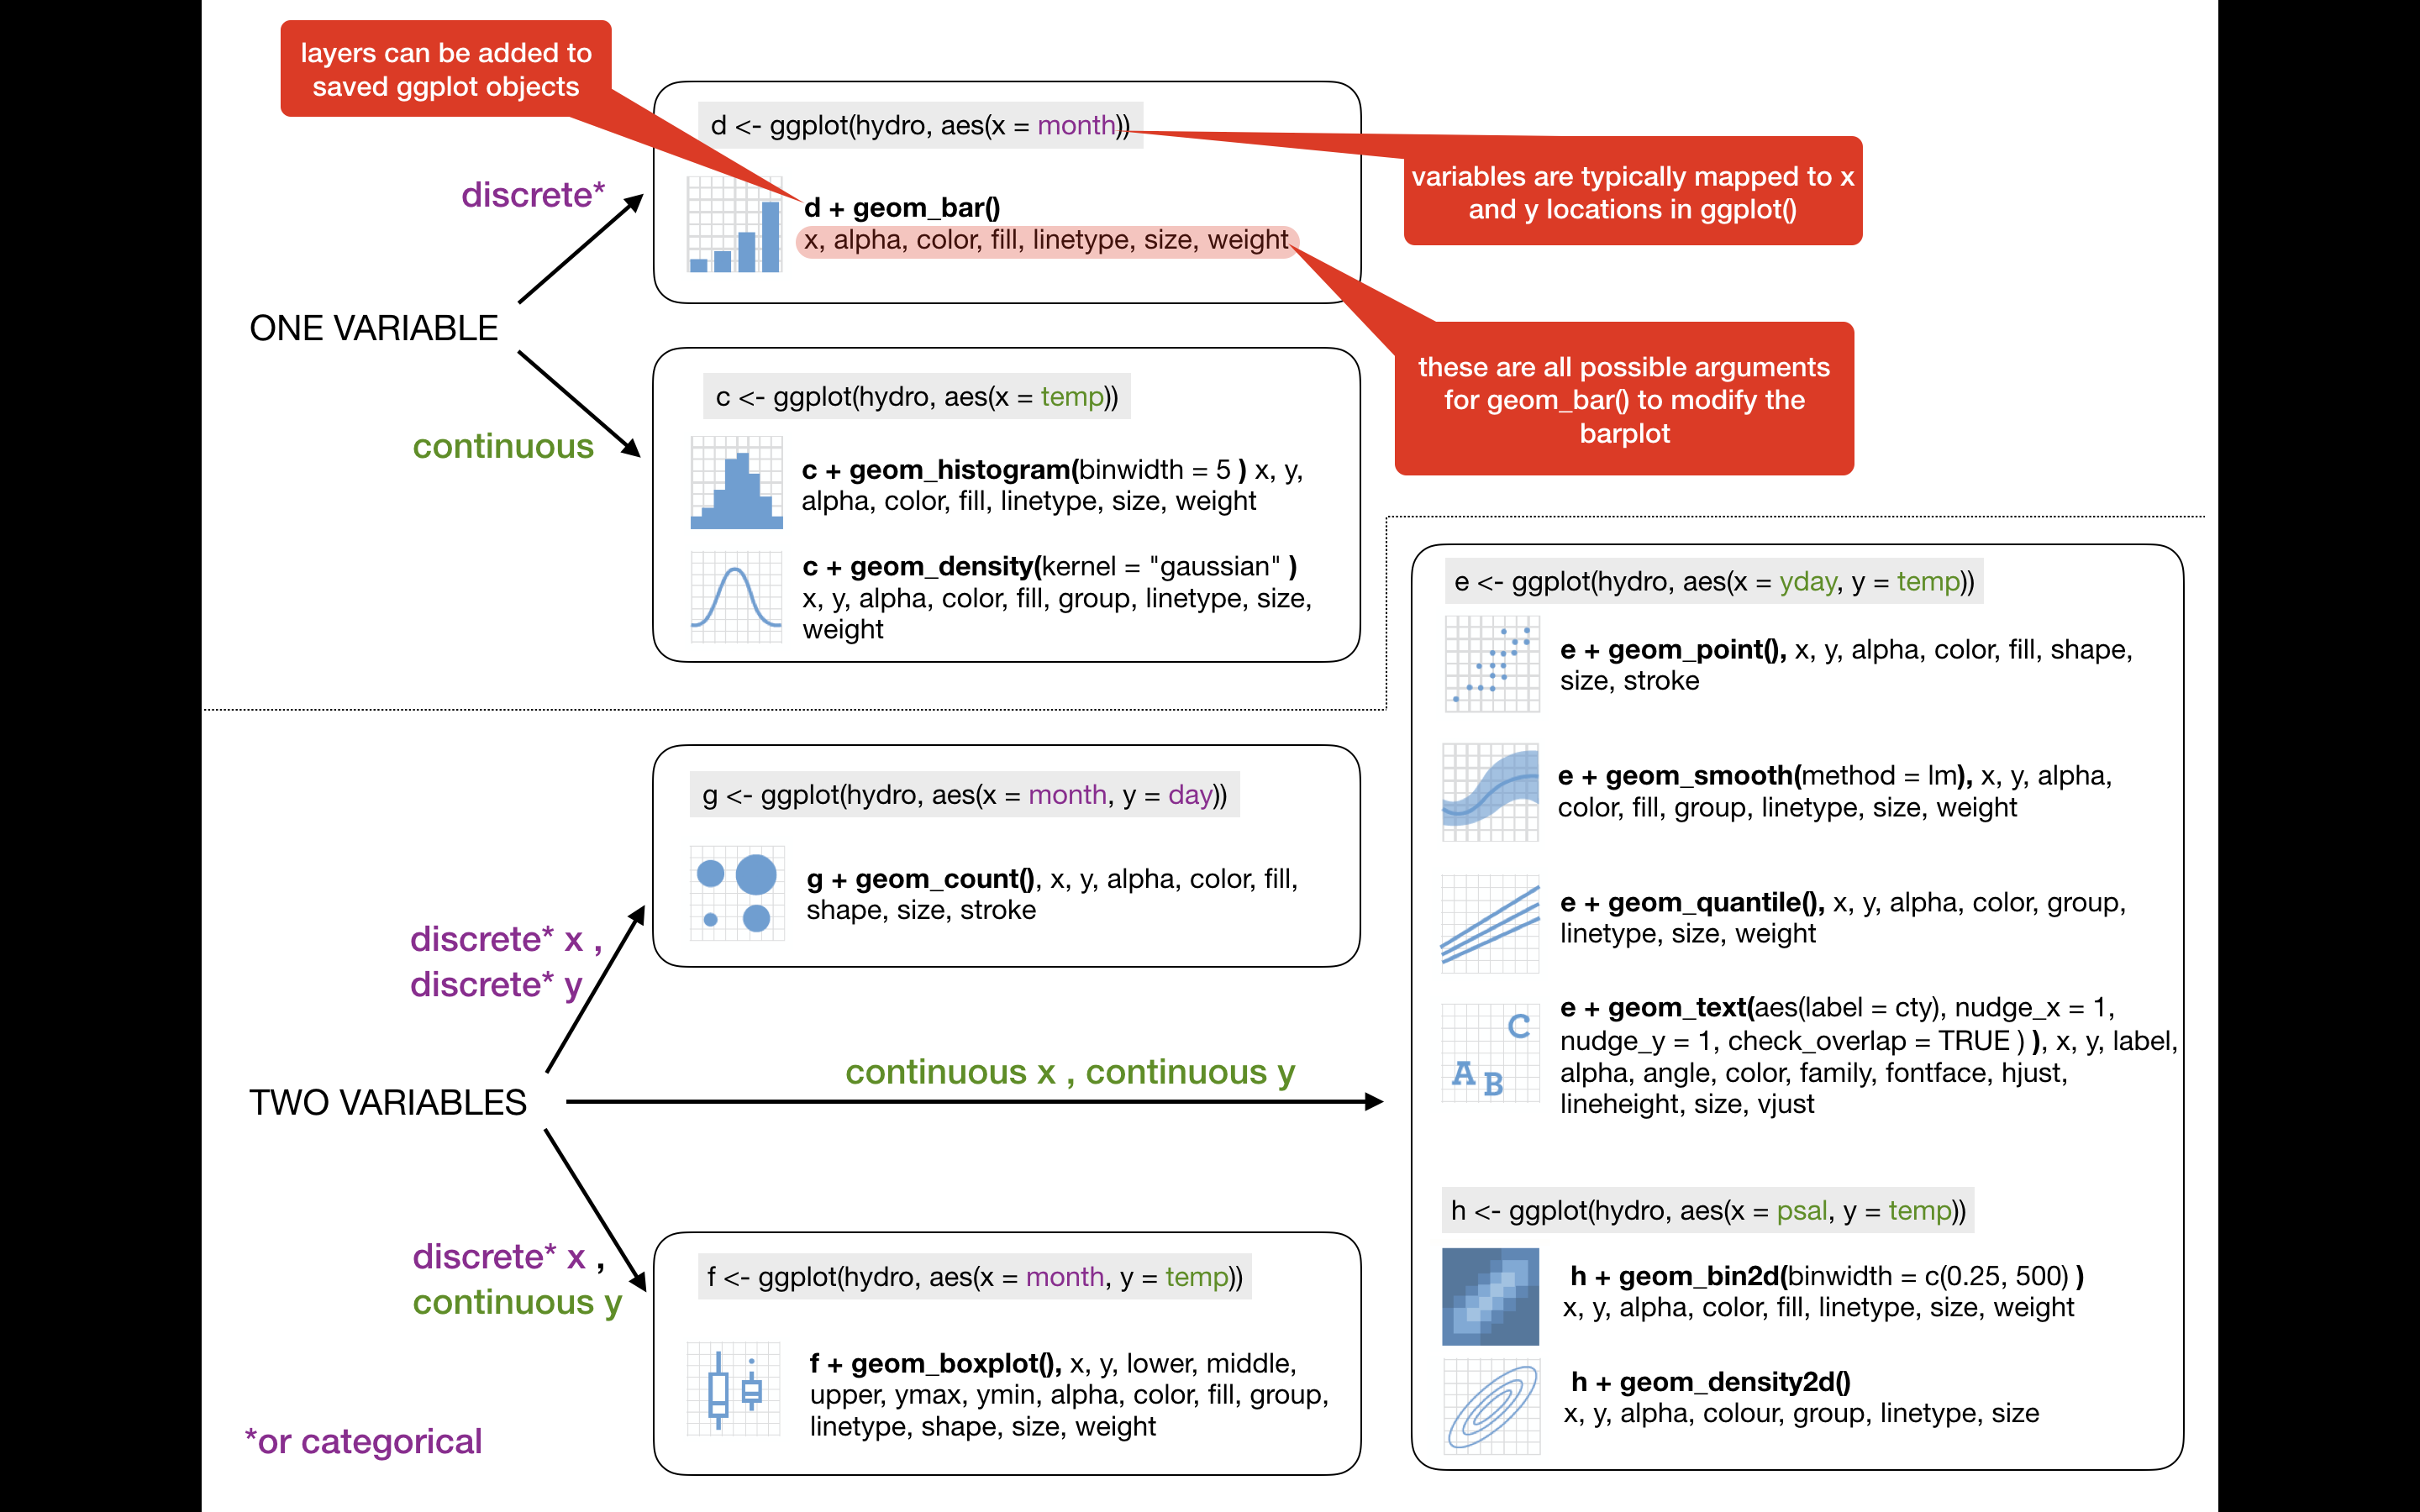 layers can be added to
saved ggplot objects
d <- ggplot(hydro, aes(x = month))
variables are typically mapped to x
and y locations in ggplot()
discrete*
d + geom_bar()
x, alpha, color, fill, linetype, size, weight
ONE VARIABLE
these are all possible arguments
for geom_bar() to modify the
barplot
continuous
c <- ggplot(hydro, aes(x = temp))
c + geom_histogram(binwidth = 5 ) x, y,
alpha, color, fill, linetype, size, weight
c + geom_density(kernel = "gaussian" )
x, y, alpha, color, fill, group, linetype, size,
weight
TWO VARIABLES
discrete* x ,
discrete* y
g <- ggplot(hydro, aes(x = month, y = day))
g + geom_count(), x, y, alpha, color, fill,
shape, size, stroke
continuous x , continuous y
e <- ggplot(hydro, aes(x = yday, y = temp))
e + geom_point(), x, y, alpha, color, fill, shape,
size, stroke
e + geom_smooth(method = lm), x, y, alpha,
color, fill, group, linetype, size, weight
e + geom_quantile(), x, y, alpha, color, group,
linetype, size, weight
C
A B
e + geom_text(aes(label = cty), nudge_x = 1,
nudge_y = 1, check_overlap = TRUE ) ), x, y, label,
alpha, angle, color, family, fontface, hjust,
lineheight, size, vjust
h <- ggplot(hydro, aes(x = psal, y = temp))
h + geom_bin2d(binwidth = c(0.25, 500) )
x, y, alpha, color, fill, linetype, size, weight
h + geom_density2d()
x, y, alpha, colour, group, linetype, size
discrete* x ,
continuous y
f <- ggplot(hydro, aes(x = month, y = temp))
f + geom_boxplot(), x, y, lower, middle,
upper, ymax, ymin, alpha, color, fill, group,
linetype, shape, size, weight
*or categorical